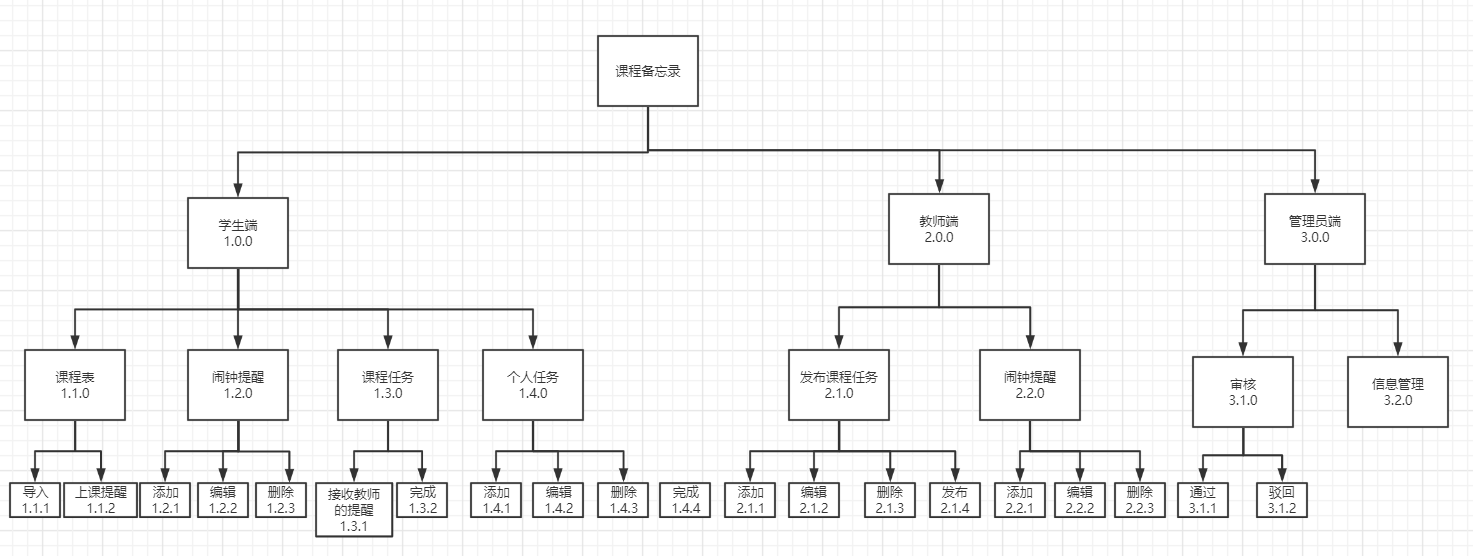 课程备忘录
学生端
1.0.0
教师端
2.0.0
管理员端
3.0.0
课程表
1.1.0
闹钟提醒
1.2.0
课程任务
1.3.0
个人任务
1.4.0
发布课程任务
2.1.0
闹钟提醒
2.2.0
审核
3.1.0
信息管理
3.2.0
导入
1.1.1
上课提醒
1.1.2
添加
1.2.1
编辑
1.2.2
删除
1.2.3
接收教师
的提醒
1.3.1
完成
1.3.2
添加
1.4.1
编辑
1.4.2
删除
1.4.3
完成
1.4.4
添加
2.1.1
编辑
2.1.2
删除
2.1.3
发布
2.1.4
添加
2.2.1
编辑
2.2.2
删除
2.2.3
通过
3.1.1
驳回
3.1.2